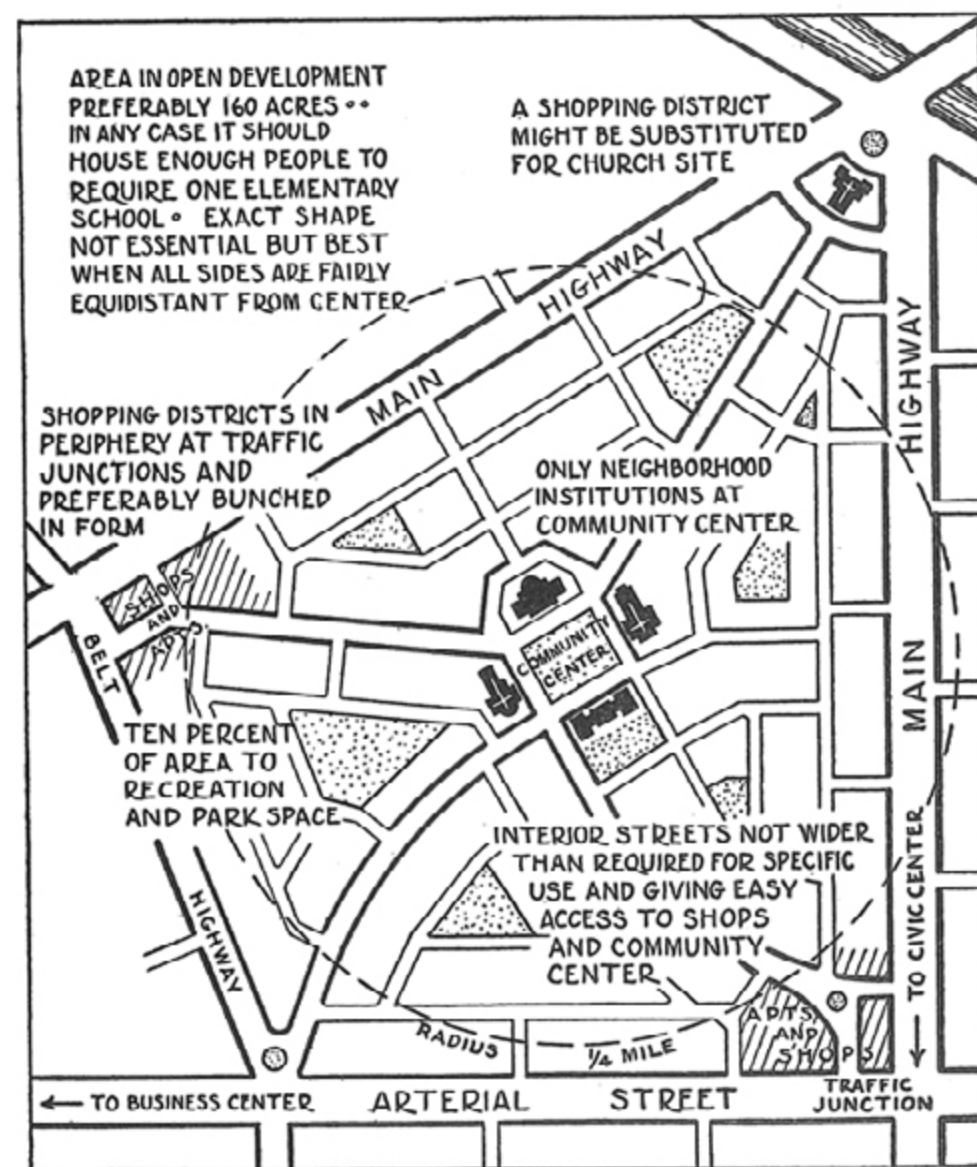 AREA IN OPEN DEVELOPMENT
PREFERABLY 160 ACRES ••
IN ANY CASE IT SHOULD
HOUSE ENOUGH PEOPLE TO
REQUIRE ONE ELEMENTARY
SCHOOL • EXACT SHAPE
NOT ESSENTIAL BUT BEST
WHEN ALL SIDES ARE FAIRLY
EQUIDISTANT FROM CENTER
A SHOPPING DISTRICT
MIGHT BE SUBSTITUTED
FOR CHURCH SITE
MAIN HIGHWAY
SHOPPING DISTRICTS IN
PERIPHERY AT TRAFFIC
JUNCTIONS AND
PREFERABLY BUNCHED
IN FORM
ONLY NEIGHBORHOOD
INSTITUTIONS AT
COMMUNITY CENTER
MAIN HIGHWAY
SHOPS
AND
APTS.
BELT HIGHWAY
COMMUNITY
CENTER
TEN PERCENT
OF AREA TO
RECREATION
AND PARK SPACE
INTERIOR STREETS NOT WIDER
THAN REQUIRED FOR SPECIFIC
USE AND GIVING EASY
ACCESS TO SHOPS
AND COMMUNITY
CENTER
TO CIVIC CENTER
APTS
AND
SHOPS
RADIUS 1/4 MILE
TRAFFIC
JUNCTION
← TO BUSINESS CENTER
ARTERIAL STREET